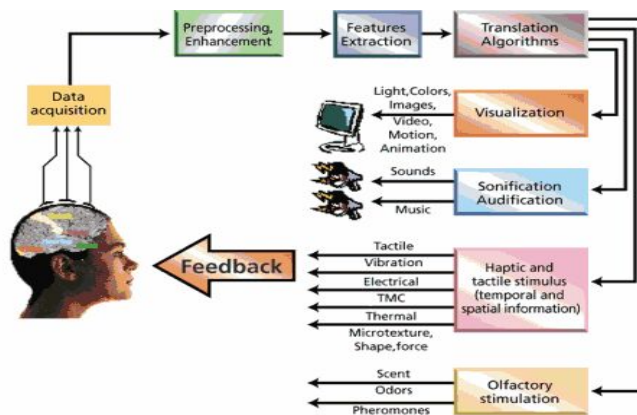 Preprocessing,
Enhancement
Features
Extraction
Translation
Algorithms
Data
acquisition
Light,Colors,
Images,
Video,
Motion,
Animation
Visualization
Sounds
Music
Sonification
Audification
Feedback
Tactile
Vibration
Electrical
TMC
Thermal
Microtexture,
Shape,force
Haptic and
tactile stimulus
(temporal and
spatial information)
Scent
Odors
Pheromones
Olfactory
stimulation